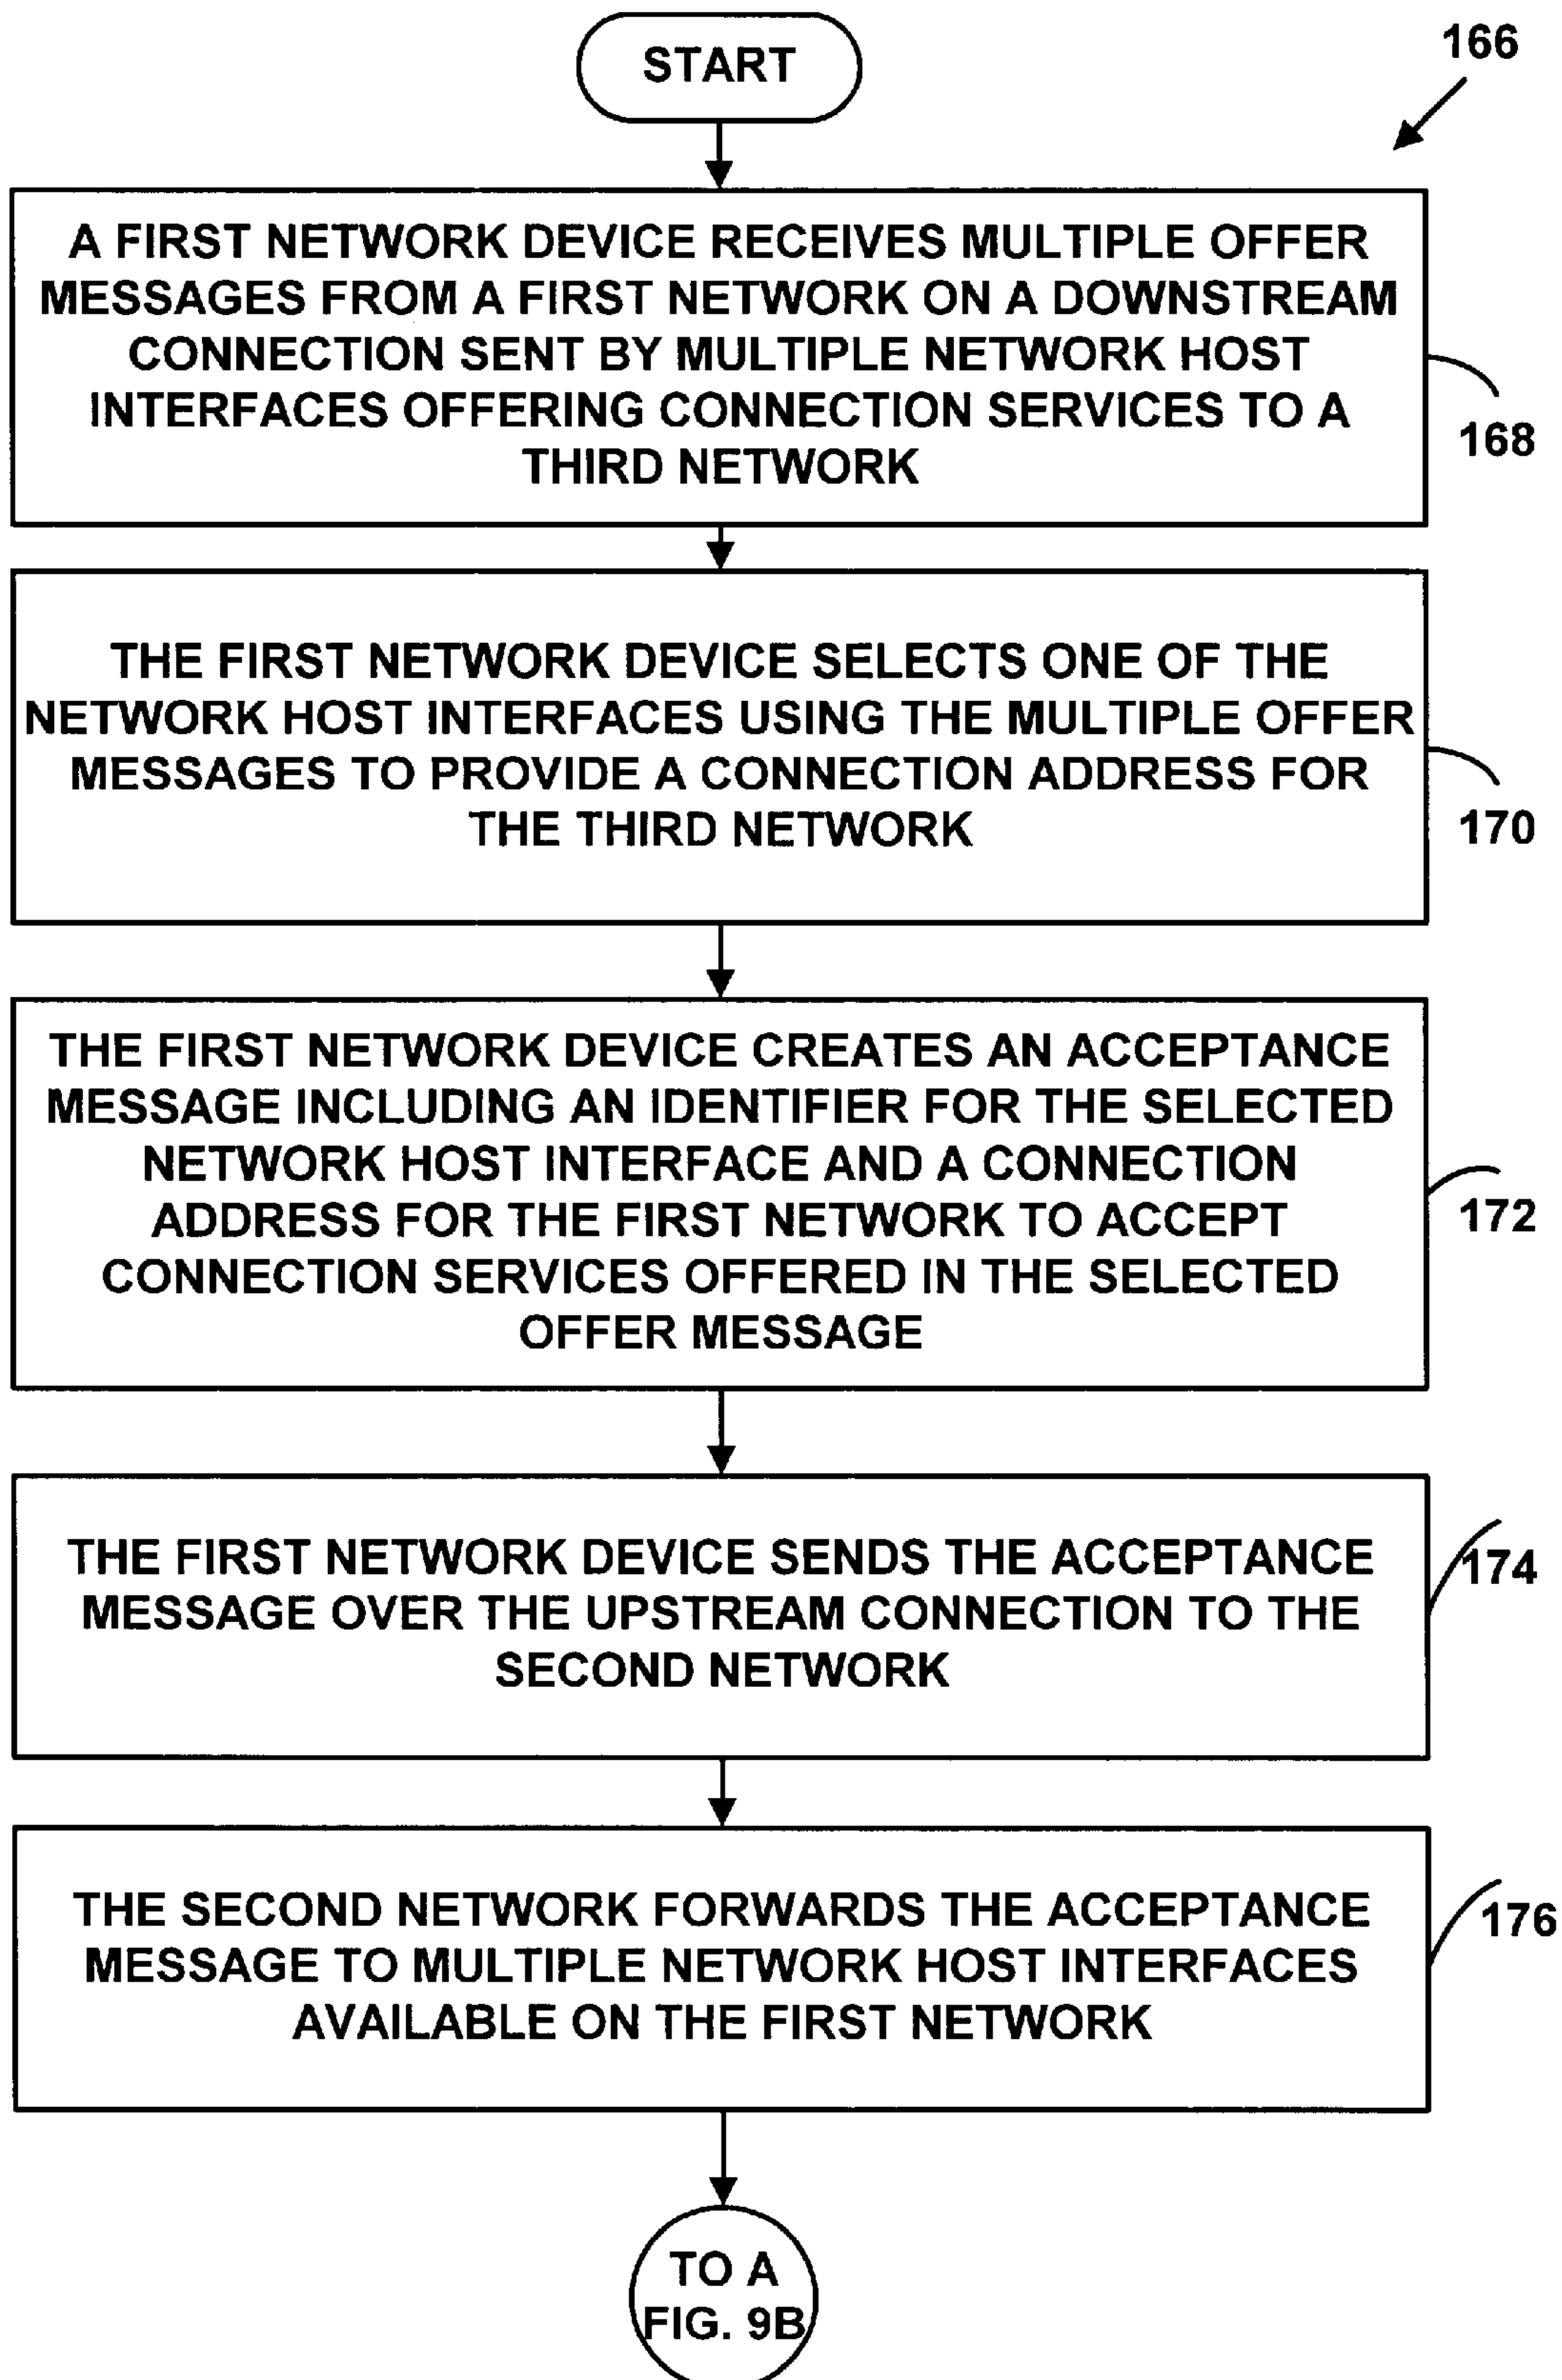 START
166
A FIRST NETWORK DEVICE RECEIVES MULTIPLE OFFER
MESSAGES FROM A FIRST NETWORK ON A DOWNSTREAM
CONNECTION SENT BY MULTIPLE NETWORK HOST
INTERFACES OFFERING CONNECTION SERVICES TO A
THIRD NETWORK
168
THE FIRST NETWORK DEVICE SELECTS ONE OF THE
NETWORK HOST INTERFACES USING THE MULTIPLE OFFER
MESSAGES TO PROVIDE A CONNECTION ADDRESS FOR
THE THIRD NETWORK
170
THE FIRST NETWORK DEVICE CREATES AN ACCEPTANCE
MESSAGE INCLUDING AN IDENTIFIER FOR THE SELECTED
NETWORK HOST INTERFACE AND A CONNECTION
ADDRESS FOR THE FIRST NETWORK TO ACCEPT
CONNECTION SERVICES OFFERED IN THE SELECTED
OFFER MESSAGE
172
THE FIRST NETWORK DEVICE SENDS THE ACCEPTANCE
MESSAGE OVER THE UPSTREAM CONNECTION TO THE
SECOND NETWORK
174
THE SECOND NETWORK FORWARDS THE ACCEPTANCE
MESSAGE TO MULTIPLE NETWORK HOST INTERFACES
AVAILABLE ON THE FIRST NETWORK
176
TO A
FIG. 9B